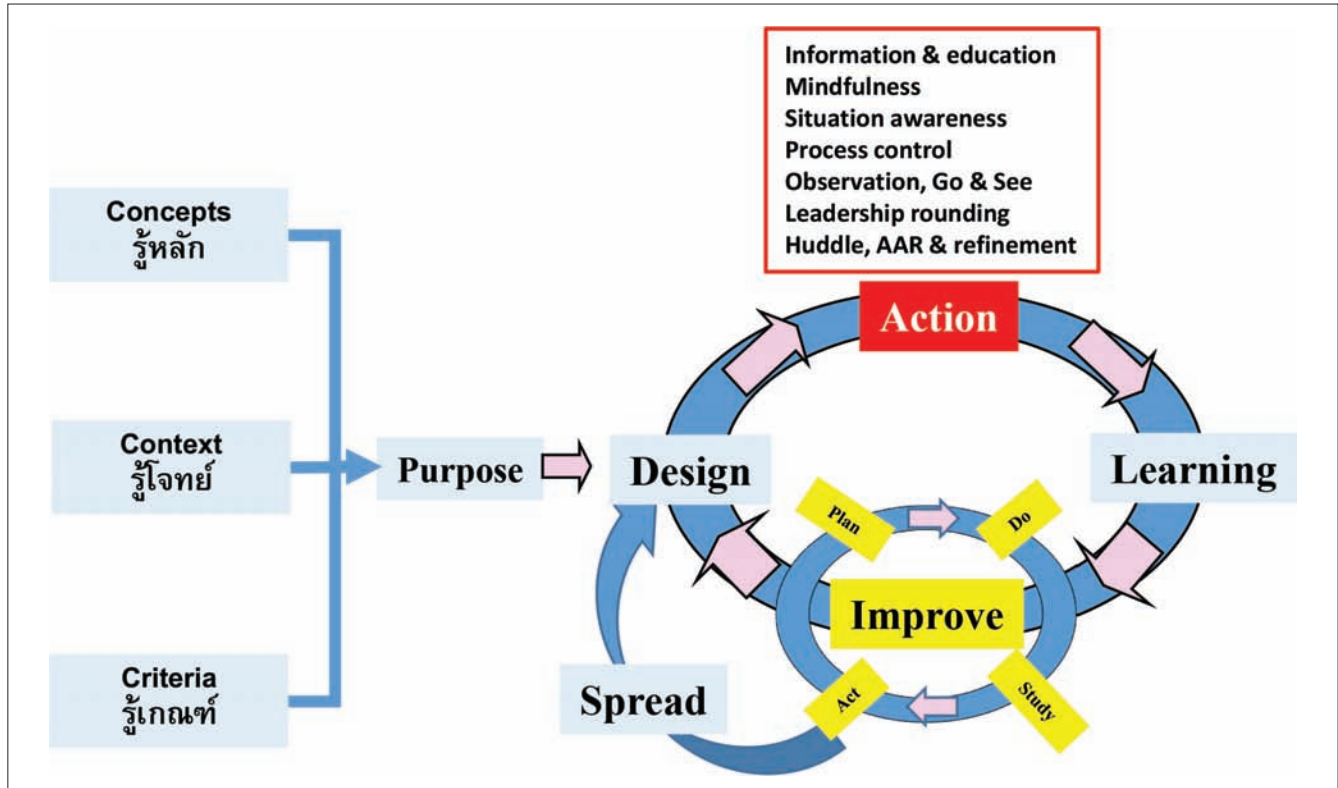 Information & education
Mindfulness
Situation awareness
Process control
Observation, Go & See
Leadership rounding
Huddle, AAR & refinement
Concepts
รู้หลัก
Context
รู้โจทย์
Criteria
รู้เกณฑ์
Purpose
Design
Action
Learning
Plan
Do
Improve
Act
Study
Spread